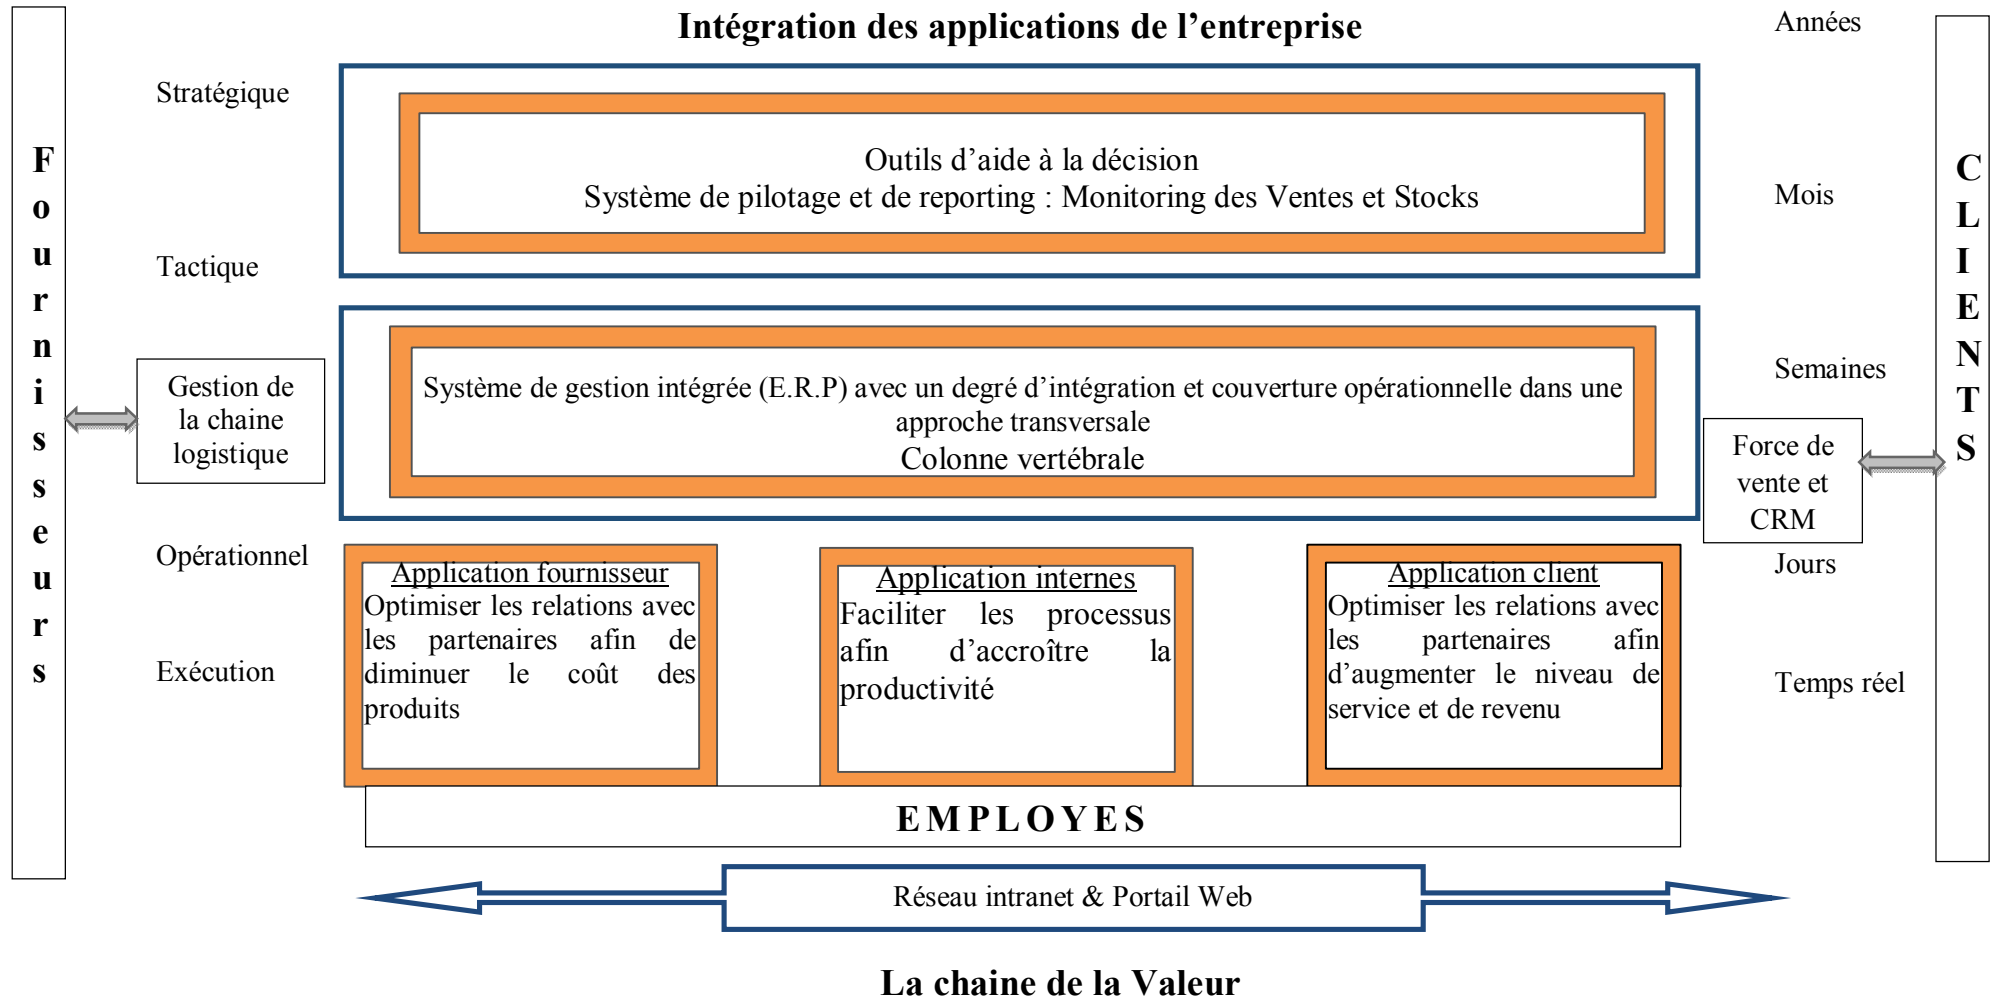 Intégration des applications de l’entreprise
Années
Stratégique
Outils d’aide à la décision
Système de pilotage et de reporting : Monitoring des Ventes et Stocks
Mois
Tactique
Fournisseurs
CLIENTS
Semaines
Gestion de
la chaine
logistique
Système de gestion intégrée (E.R.P) avec un degré d’intégration et couverture opérationnelle dans une
approche transversale
Colonne vertébrale
Force de
vente et
CRM
Opérationnel
Jours
Application fournisseur
Optimiser les relations avec
les partenaires afin de
diminuer le coût des
produits
Application internes
Faciliter les processus
afin d’accroître la
productivité
Application client
Optimiser les relations avec
les partenaires afin
d’augmenter le niveau de
service et de revenu
Exécution
Temps réel
EMPLOYES
Réseau intranet & Portail Web
La chaine de la Valeur